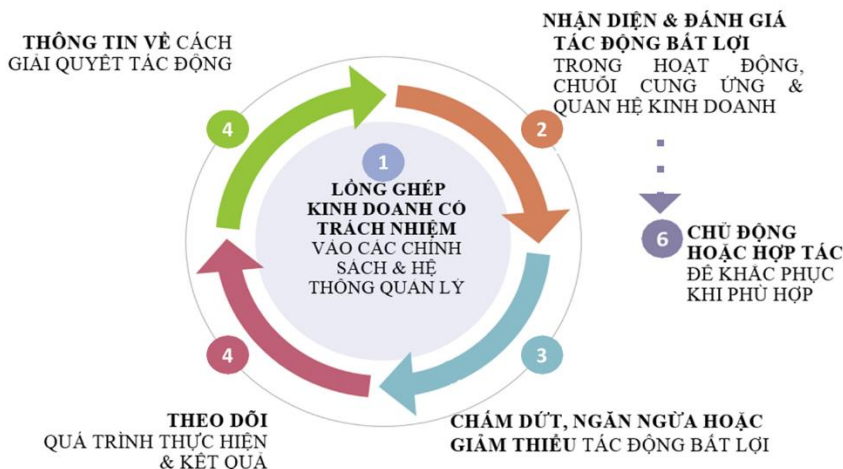 THÔNG TIN VỀ CÁCH
GIẢI QUYẾT TÁC ĐỘNG
4
NHẬN DIỆN & ĐÁNH GIÁ
TÁC ĐỘNG BẤT LỢI
TRONG HOẠT ĐỘNG,
CHUỖI CUNG ỨNG &
QUAN HỆ KINH DOANH
2
1
LỒNG GHÉP
KINH DOANH CÓ
TRÁCH NHIỆM
VÀO CÁC CHÍNH
SÁCH & HỆ
THỐNG QUẢN LÝ
6
CHỦ ĐỘNG
HOẶC HỢP TÁC
ĐỂ KHẮC PHỤC
KHI PHÙ HỢP
4
THEO DÕI
QUÁ TRÌNH THỰC HIỆN
& KẾT QUẢ
3
CHẤM DỨT, NGĂN NGỪA HOẶC
GIẢM THIỂU TÁC ĐỘNG BẤT LỢI